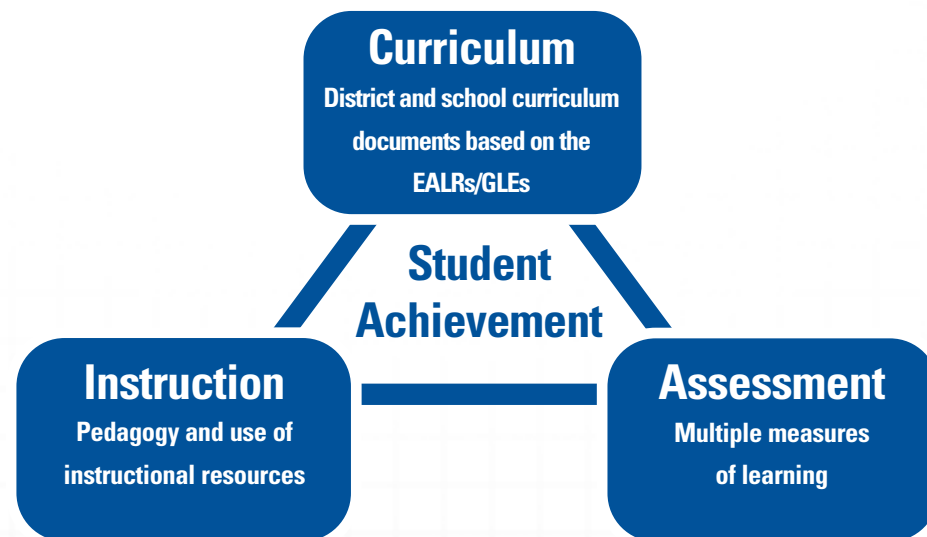 Curriculum
District and school curriculum
documents based on the
EALRs/GLEs
Student
Achievement
Instruction
Pedagogy and use of
instructional resources
Assessment
Multiple measures
of learning